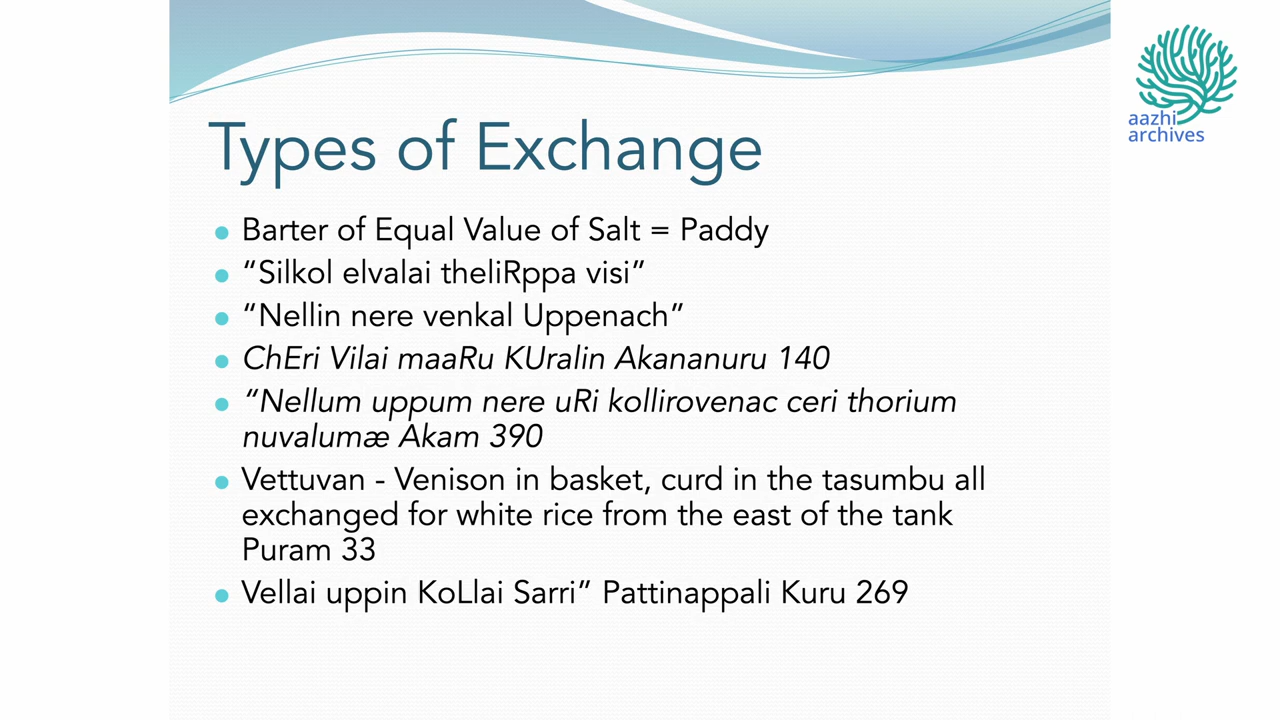 aazhi
archives
Types of Exchange
Barter of Equal Value of Salt = Paddy
“Silkol elvalai theliRppa visi”
“Nellin nere venkal Uppenach”
ChEri Vilai maaRu KUralin Akananuru 140
“Nellum uppum nere uRi kollirovenac ceri thorium
nuvalumæ Akam 390
Vettuvan - Venison in basket, curd in the tasumbu all
exchanged for white rice from the east of the tank
Puram 33
Vellai uppin KoLlai Sarri” Pattinappali Kuru 269